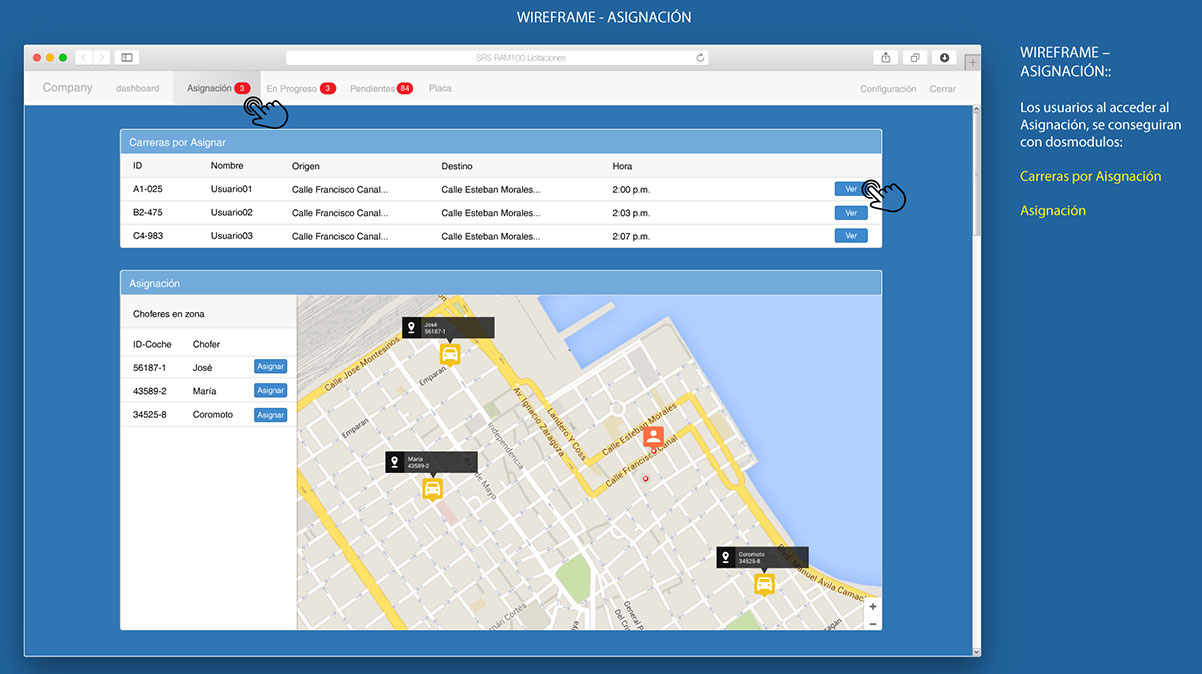 WIREFRAME - ASIGNACIÓN
SRS RAM100 Licitaciones
Company dashboard Asignación 3 En Progreso 3 Pendientes 84 Placa Configuración Cerrar
Carreras por Asignar
ID Nombre Origen Destino Hora
A1-025 Usuario01 Calle Francisco Canal... Calle Esteban Morales... 2:00 p.m. Ver
B2-475 Usuario02 Calle Francisco Canal... Calle Esteban Morales... 2:03 p.m. Ver
C4-983 Usuario03 Calle Francisco Canal... Calle Esteban Morales... 2:07 p.m. Ver
Asignación
Choferes en zona
ID-Coche Chofer
56187-1 José Asignar
43589-2 María Asignar
34525-8 Coromoto Asignar
José
56187-1
Calle Jose Montesinos
Emparan
Emparan
Av. Ignacio Zaragoza
Landero Y Coss
Calle Esteban Morales
Calle Francisco Canal
Independencia
de Mayo
María
43589-2
Coromoto
34525-8
Manuel Ávila Camac
nán Cortés
General
Del Cri
+
−
WIREFRAME –
ASIGNACIÓN::
Los usuarios al acceder al
Asignación, se conseguiran
con dosmodulos:
Carreras por Aisgnación
Asignación